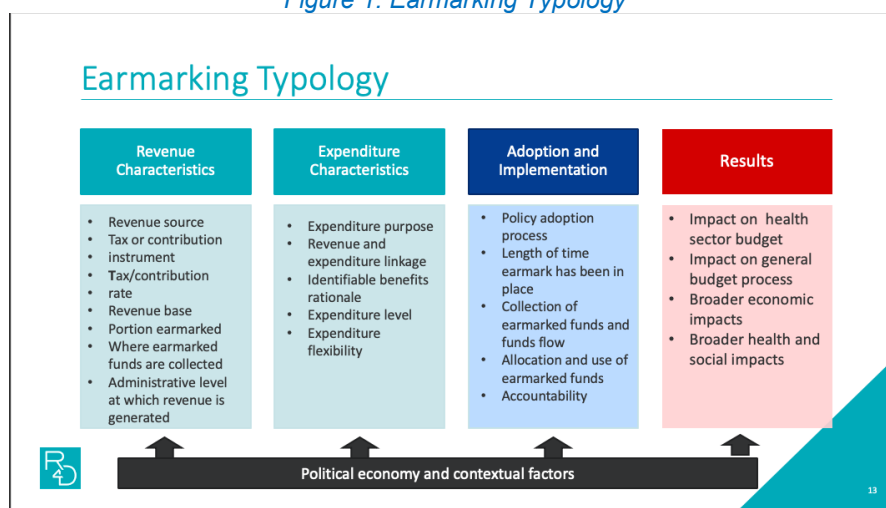 Figure 1: Earmarking Typology
Earmarking Typology
Revenue
Characteristics
• Revenue source
• Tax or contribution
• instrument
• Tax/contribution
• rate
• Revenue base
• Portion earmarked
• Where earmarked
funds are collected
• Administrative level
at which revenue is
generated
Expenditure
Characteristics
• Expenditure purpose
• Revenue and
expenditure linkage
• Identifiable benefits
rationale
• Expenditure level
• Expenditure
flexibility
Adoption and
Implementation
• Policy adoption
process
• Length of time
earmark has been in
place
• Collection of
earmarked funds and
funds flow
• Allocation and use of
earmarked funds
• Accountability
Results
• Impact on health
sector budget
• Impact on general
budget process
• Broader economic
impacts
• Broader health and
social impacts
Political economy and contextual factors
R4D
13